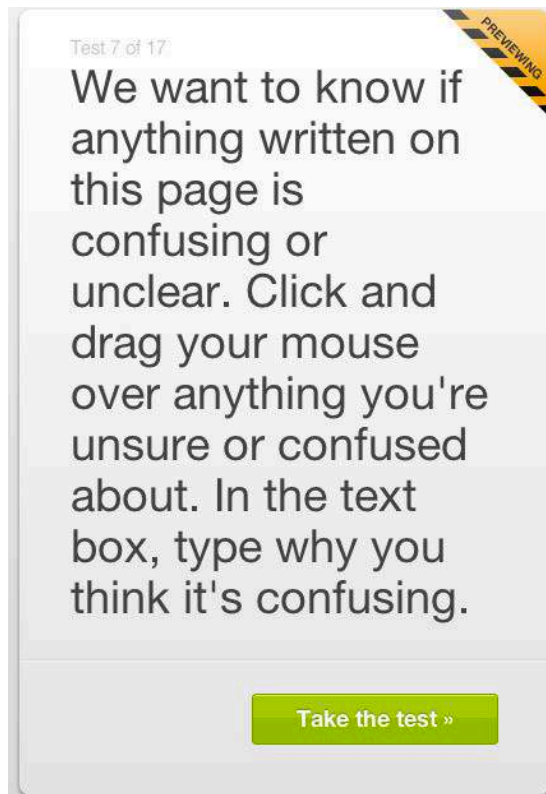 Test 7 of 17
PREVIEWING
We want to know if
anything written on
this page is
confusing or
unclear. Click and
drag your mouse
over anything you're
unsure or confused
about. In the text
box, type why you
think it's confusing.
Take the test »